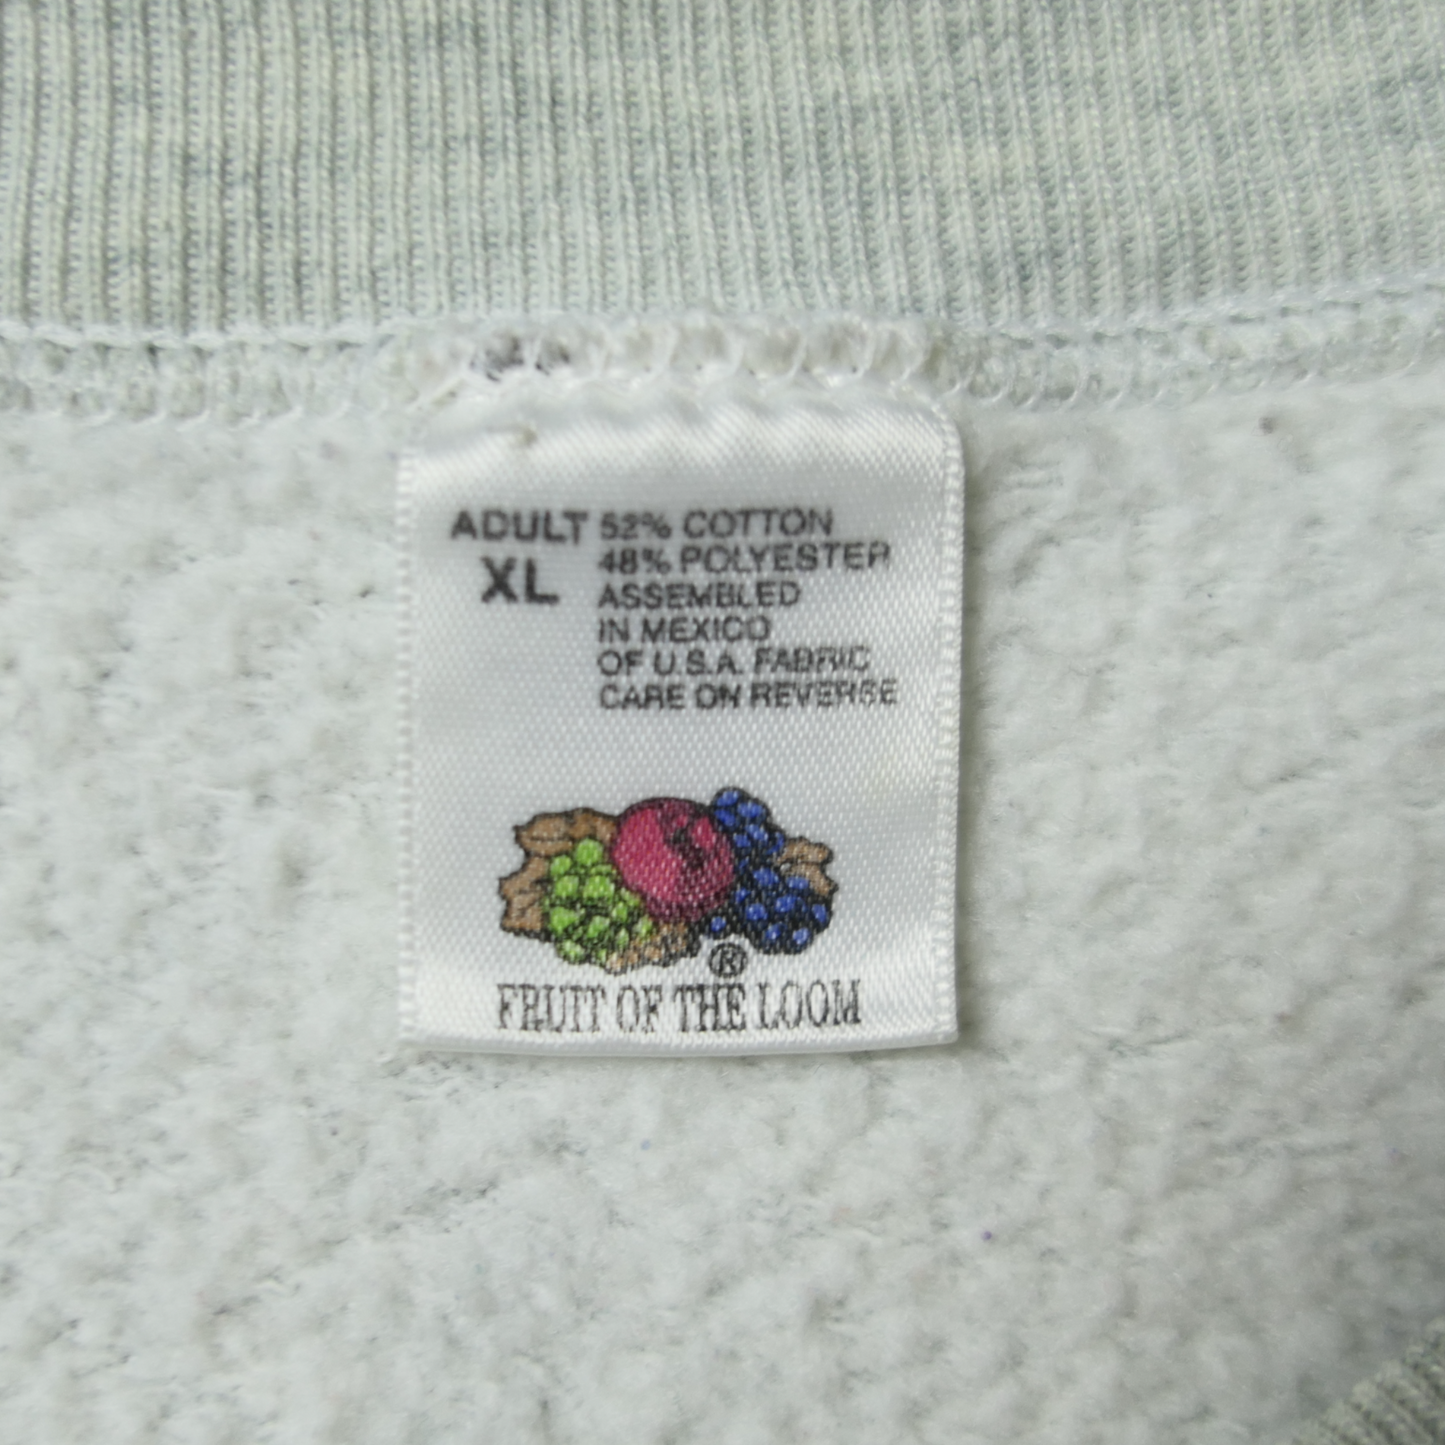 ADULT
XL
52% COTTON
48% POLYESTER
ASSEMBLED
IN MEXICO
OF U.S.A. FABRIC
CARE ON REVERSE
®
FRUIT OF THE LOOM